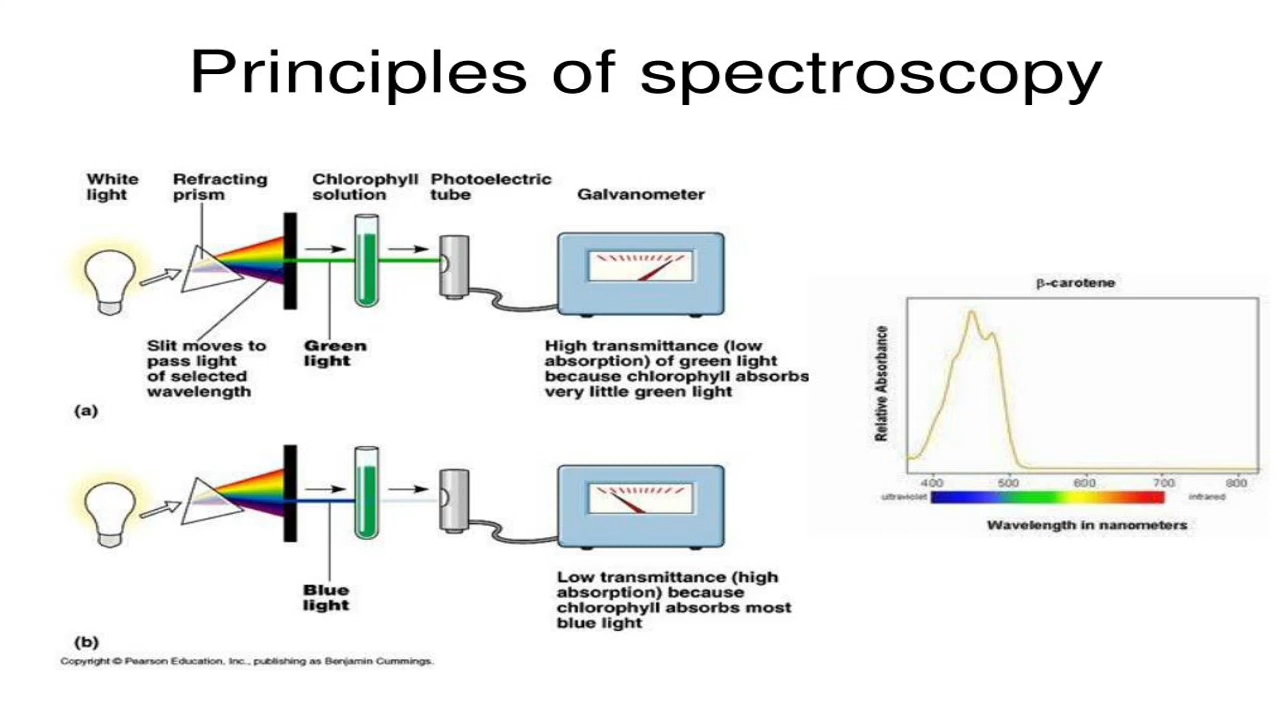 Principles of spectroscopy
White
light
Refracting
prism
Chlorophyll
solution
Photoelectric
tube
Galvanometer
Slit moves to
pass light
of selected
wavelength
Green
light
High transmittance (low
absorption) of green light
because chlorophyll absorbs
very little green light
(a)
Blue
light
Low transmittance (high
absorption) because
chlorophyll absorbs most
blue light
(b)
Copyright © Pearson Education, Inc., publishing as Benjamin Cummings.
β-carotene
Relative Absorbance
400 500 600 700 800
ultraviolet infrared
Wavelength in nanometers